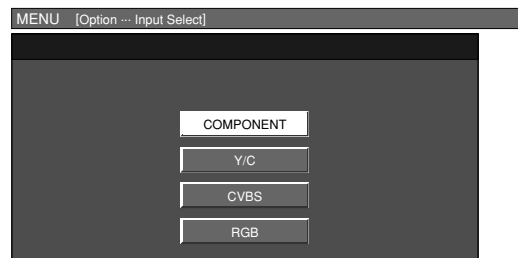 MENU [Option ··· Input Select]
COMPONENT
Y/C
CVBS
RGB